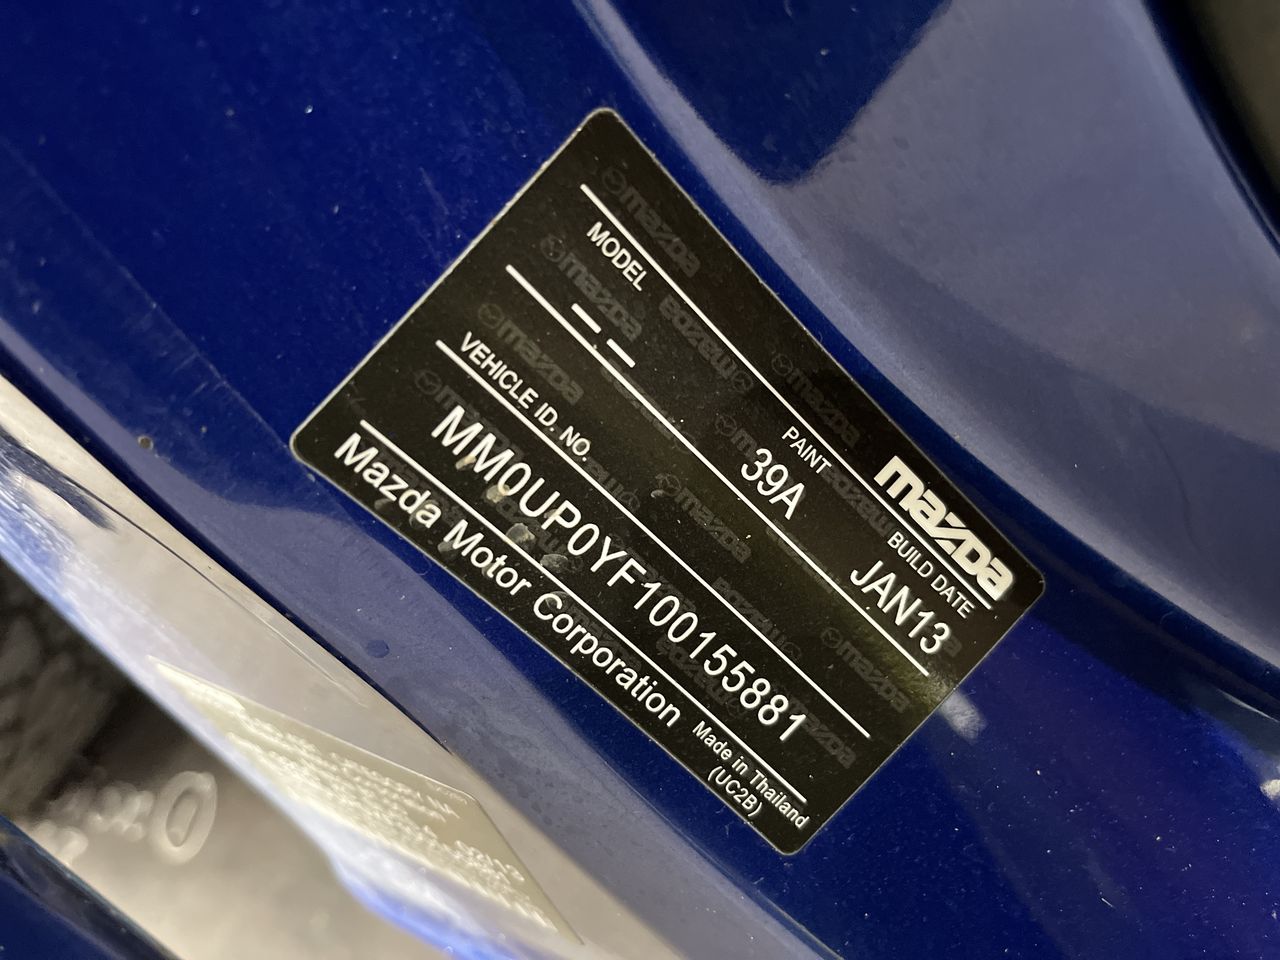 mazda
MODEL PAINT BUILD DATE
-- 39A JAN13
VEHICLE ID. NO.
MM0UP0YF100155881
Mazda Motor Corporation Made in Thailand
(UC2B)